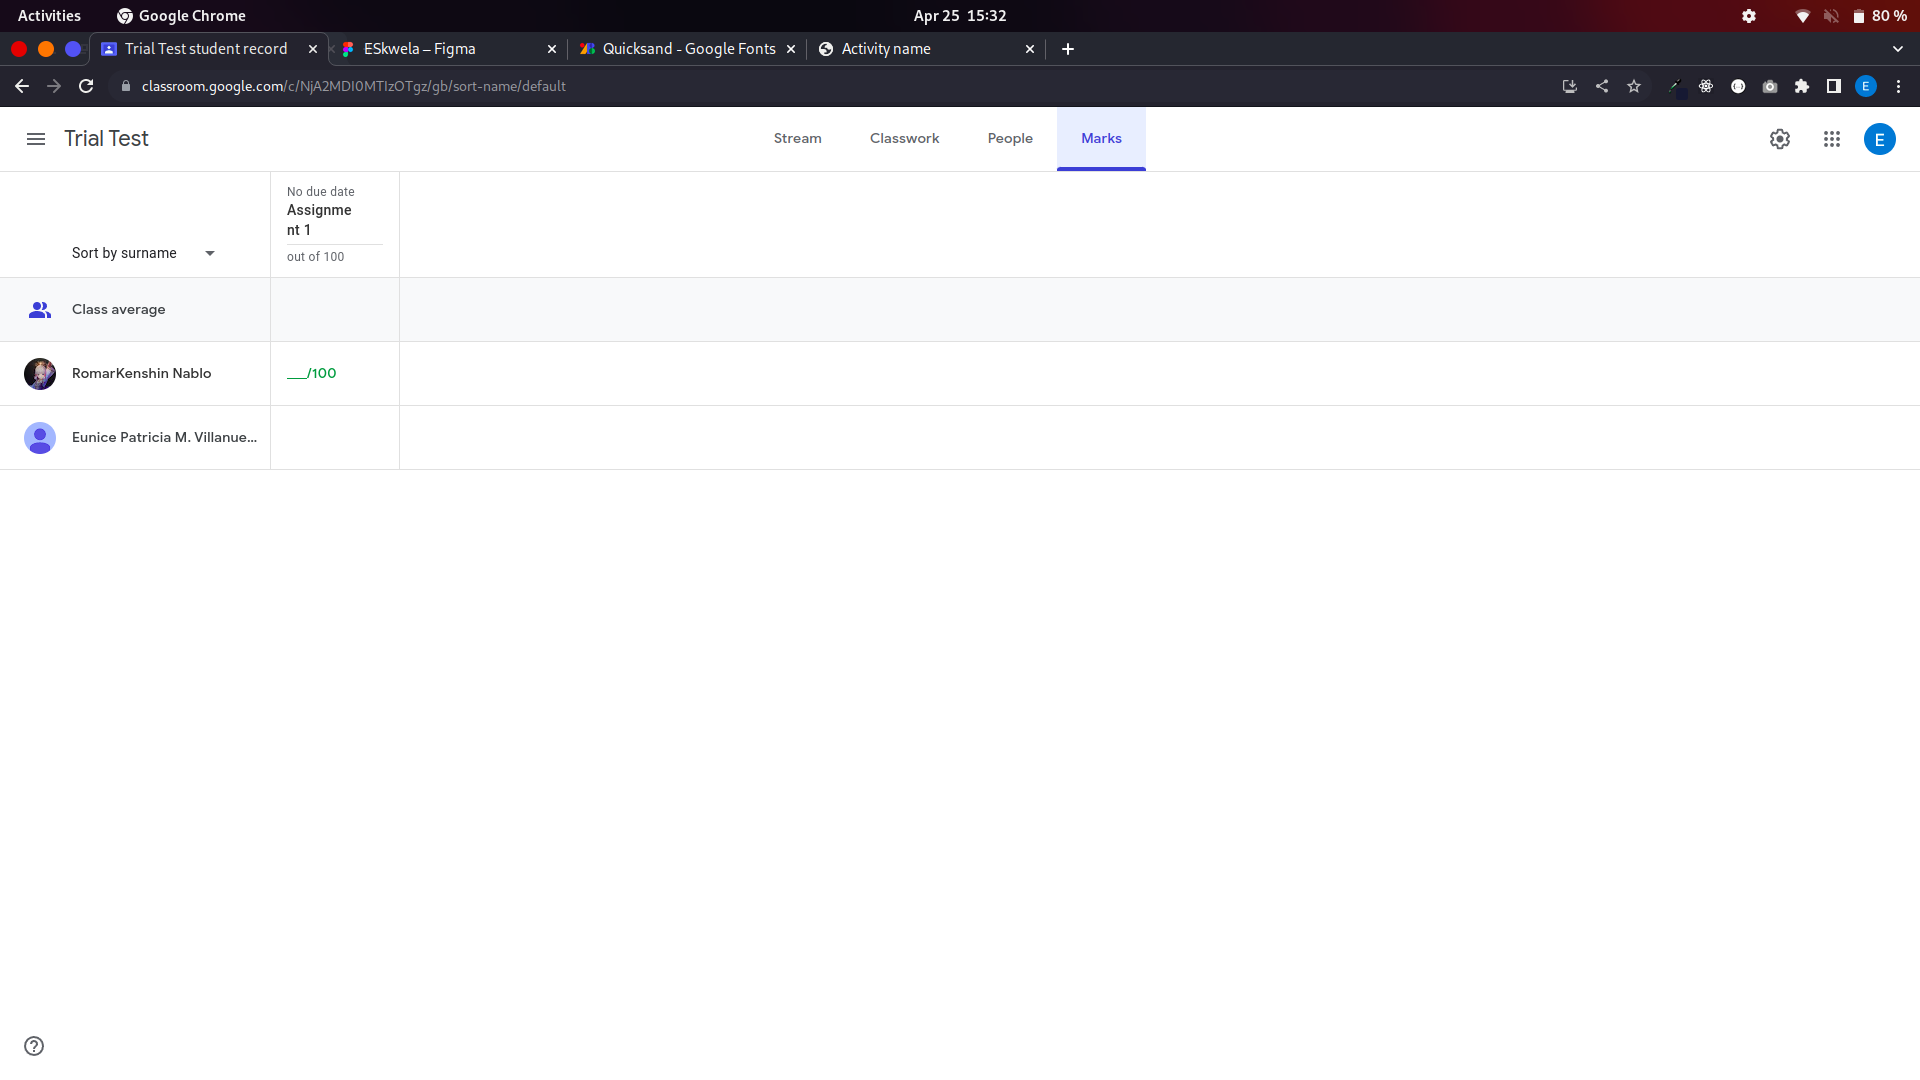 Activities Google Chrome Apr 25 15:32 80 %
Trial Test student record ESkwela – Figma Quicksand - Google Fonts Activity name
classroom.google.com/c/NjA2MDI0MTIzOTgz/gb/sort-name/default E
Trial Test Stream Classwork People Marks E
No due date
Assignme
nt 1
Sort by surname out of 100
Class average
RomarKenshin Nablo ___/100
Eunice Patricia M. Villanue...